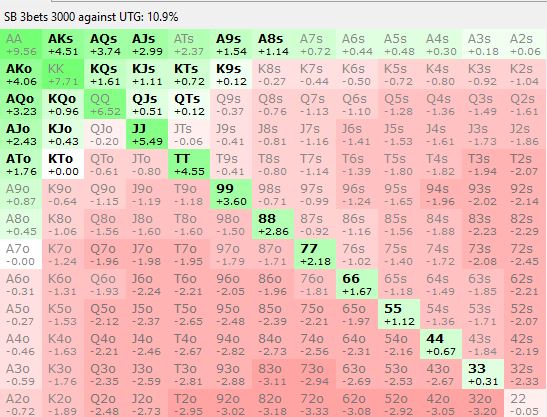 SB 3bets 3000 against UTG: 10.9%
AA AKs AQs AJs ATs A9s A8s A7s A6s A5s A4s A3s A2s
+9.56 +4.51 +3.74 +2.99 +2.37 +1.54 +1.14 +0.72 +0.44 +0.48 +0.30 +0.18 +0.06
AKo KK KQs KJs KTs K9s K8s K7s K6s K5s K4s K3s K2s
+4.06 +7.71 +1.61 +1.11 +0.72 +0.12 -0.27 -0.44 -0.50 -0.72 -0.80 -0.92 -1.04
AQo KQo QQ QJs QTs Q9s Q8s Q7s Q6s Q5s Q4s Q3s Q2s
+3.23 +0.96 +6.52 +0.51 +0.12 -0.37 -0.76 -1.13 -1.10 -1.28 -1.36 -1.49 -1.61
AJo KJo QJo JJ JTs J9s J8s J7s J6s J5s J4s J3s J2s
+2.43 +0.43 -0.20 +5.49 -0.06 -0.41 -0.81 -1.16 -1.41 -1.53 -1.61 -1.73 -1.86
ATo KTo QTo JTo TT T9s T8s T7s T6s T5s T4s T3s T2s
+1.76 +0.00 -0.61 -0.80 +4.55 -0.41 -0.80 -1.14 -1.39 -1.80 -1.82 -1.94 -2.07
A9o K9o Q9o J9o T9o 99 98s 97s 96s 95s 94s 93s 92s
+0.87 -0.64 -1.15 -1.19 -1.18 +3.60 -0.71 -0.99 -1.24 -1.65 -1.96 -2.02 -2.14
A8o K8o Q8o J8o T8o 98o 88 87s 86s 85s 84s 83s 82s
+0.45 -1.06 -1.56 -1.60 -1.60 -1.50 +2.86 -0.92 -1.16 -1.56 -1.88 -2.23 -2.29
A7o K7o Q7o J7o T7o 97o 87o 77 76s 75s 74s 73s 72s
-0.00 -1.24 -1.96 -1.98 -1.95 -1.79 -1.71 +2.18 -1.02 -1.40 -1.72 -2.08 -2.45
A6o K6o Q6o J6o T6o 96o 86o 76o 66 65s 64s 63s 62s
-0.31 -1.31 -1.93 -2.24 -2.21 -2.05 -1.96 -1.81 +1.67 -1.18 -1.49 -1.85 -2.21
A5o K5o Q5o J5o T5o 95o 85o 75o 65o 55 54s 53s 52s
-0.27 -1.53 -2.12 -2.37 -2.65 -2.48 -2.39 -2.21 -1.97 +1.12 -1.36 -1.71 -2.07
A4o K4o Q4o J4o T4o 94o 84o 74o 64o 54o 44 43s 42s
-0.46 -1.63 -2.21 -2.46 -2.67 -2.82 -2.73 -2.56 -2.31 -2.16 +0.67 -1.84 -2.19
A3o K3o Q3o J3o T3o 93o 83o 73o 63o 53o 43o 33 32s
-0.59 -1.76 -2.35 -2.59 -2.81 -2.88 -3.11 -2.94 -2.69 -2.53 -2.67 +0.31 -2.33
A2o K2o Q2o J2o T2o 92o 82o 72o 62o 52o 42o 32o 22
-0.72 -1.89 -2.48 -2.73 -2.95 -3.02 -3.18 -3.33 -3.08 -2.92 -3.05 -3.20 -0.05